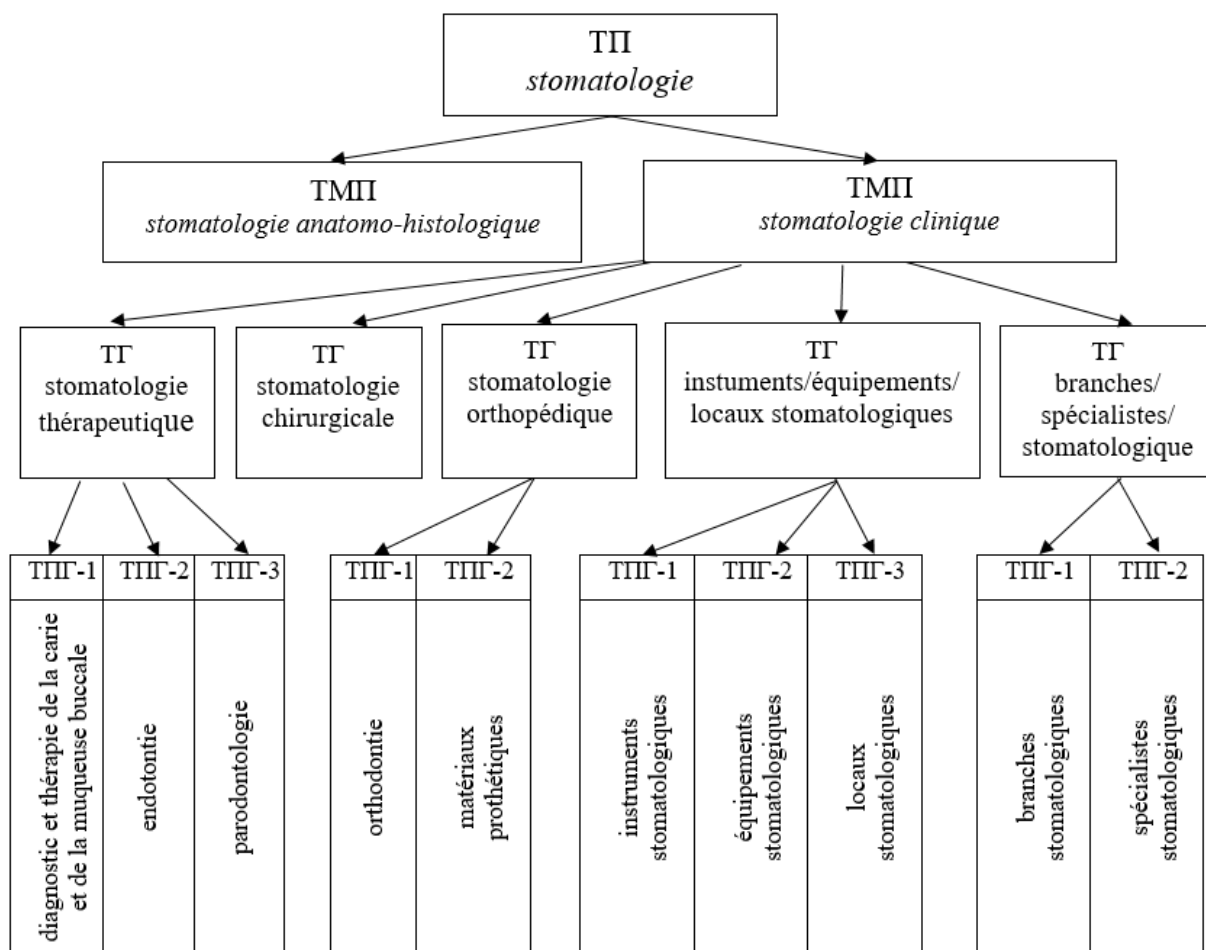 ТП
stomatologie
ТМП
stomatologie anatomo-histologique
ТМП
stomatologie clinique
ТГ
stomatologie
thérapeutique
ТГ
stomatologie
chirurgicale
ТГ
stomatologie
orthopédique
ТГ
instuments/équipements/
locaux stomatologiques
ТГ
branches/
spécialistes/
stomatologique
ТПГ-1
ТПГ-2
ТПГ-3
ТПГ-1
ТПГ-2
ТПГ-1
ТПГ-2
ТПГ-3
ТПГ-1
ТПГ-2
diagnostic et thérapie de la carie
et de la muqueuse buccale
endotontie
parodontologie
orthodontie
matériaux
prothétiques
instruments
stomatologiques
équipements
stomatologiques
locaux
stomatologiques
branches
stomatologiques
spécialistes
stomatologiques